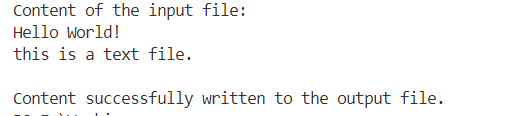 Content of the input file:
Hello World!
this is a text file.
Content successfully written to the output file.